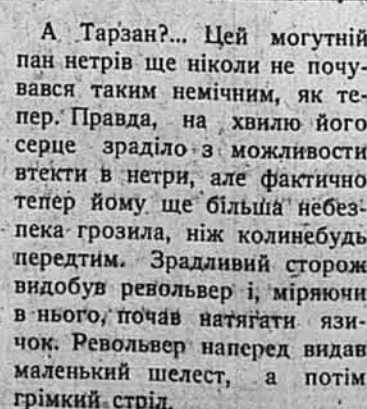 А Тарзан?... Цей могутній
пан нетрів ще ніколи не почу-
вався таким немічним, як те-
пер. Правда, на хвилю його
серце зраділо з можливости
втекти в нетри, але фактично
тепер йому ще більша небез-
пека грозила, ніж колинебудь
передтим. Зрадливий сторож
видобув револьвер і, міряючи
в нього, почав натягати язи-
чок. Револьвер наперед видав
маленький шелест, а потім
грімкий стріл.